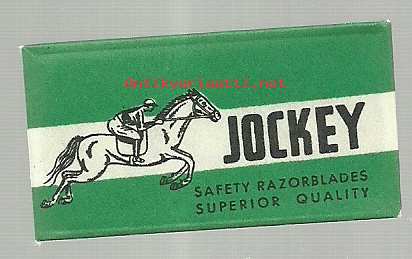 Antikvariaatti.net
JOCKEY
SAFETY RAZORBLADES
SUPERIOR QUALITY